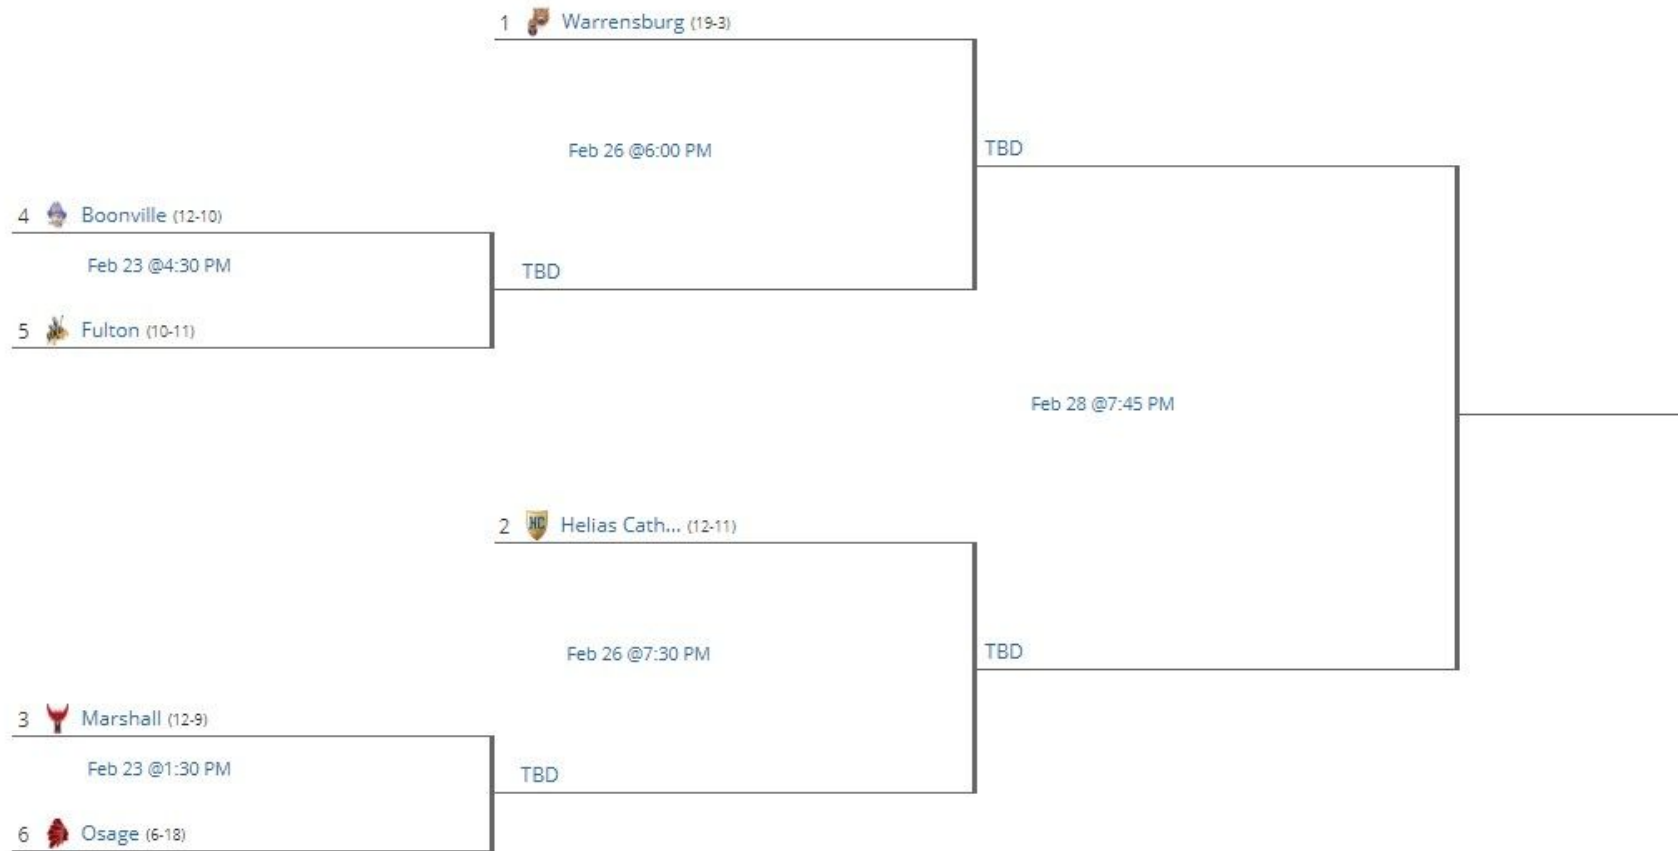 1 Warrensburg (19-3)
Feb 26 @6:00 PM
TBD
4 Boonville (12-10)
Feb 23 @4:30 PM
TBD
5 Fulton (10-11)
Feb 28 @7:45 PM
2 HC Helias Cath... (12-11)
Feb 26 @7:30 PM
TBD
3 Marshall (12-9)
Feb 23 @1:30 PM
TBD
6 Osage (6-18)